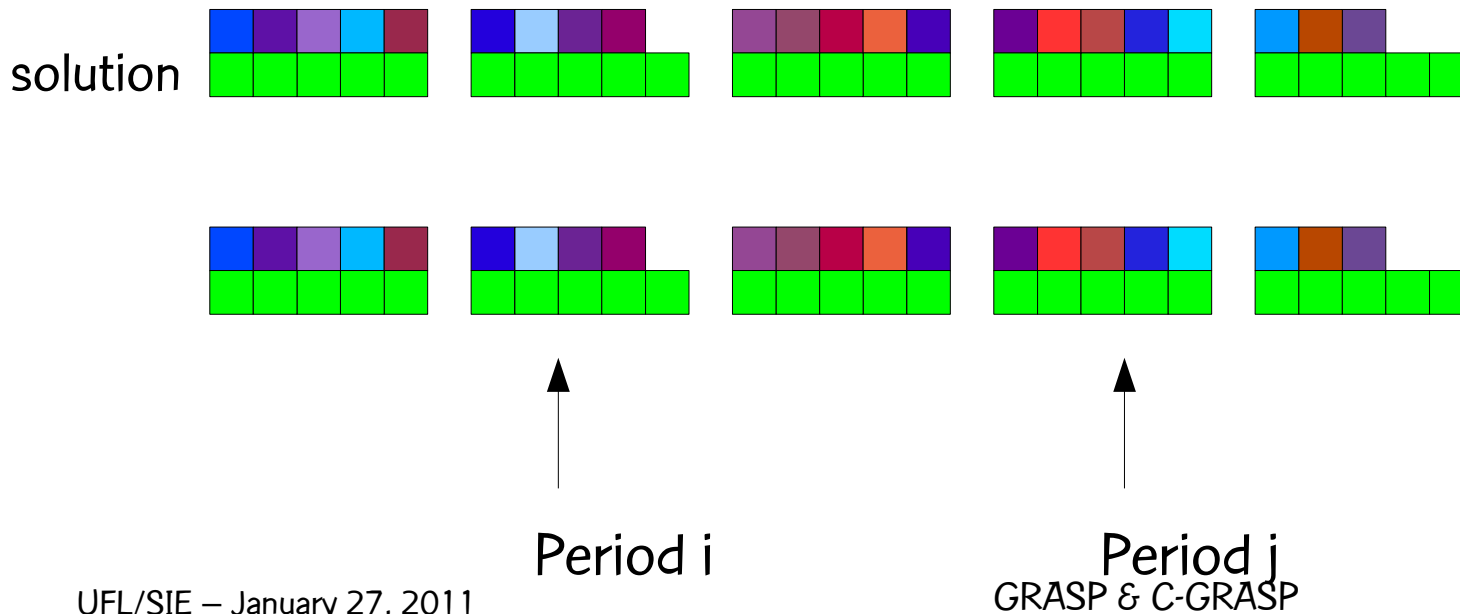 solution
Period i
Period j
UFL/SIE – January 27, 2011
GRASP & C-GRASP